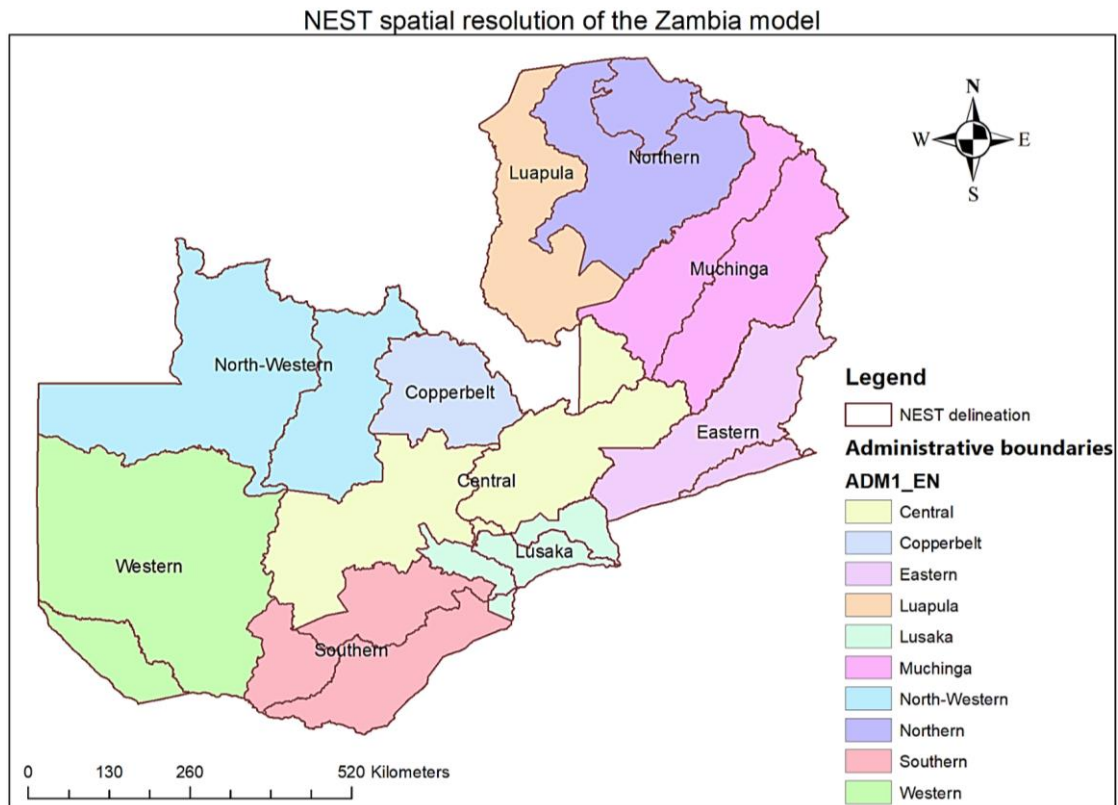 NEST spatial resolution of the Zambia model
N
W E
S
Luapula
Northern
Muchinga
North-Western
Copperbelt
Eastern
Central
Lusaka
Western
Southern
Legend
NEST delineation
Administrative boundaries
ADM1_EN
Central
Copperbelt
Eastern
Luapula
Lusaka
Muchinga
North-Western
Northern
Southern
Western
0 130 260 520 Kilometers